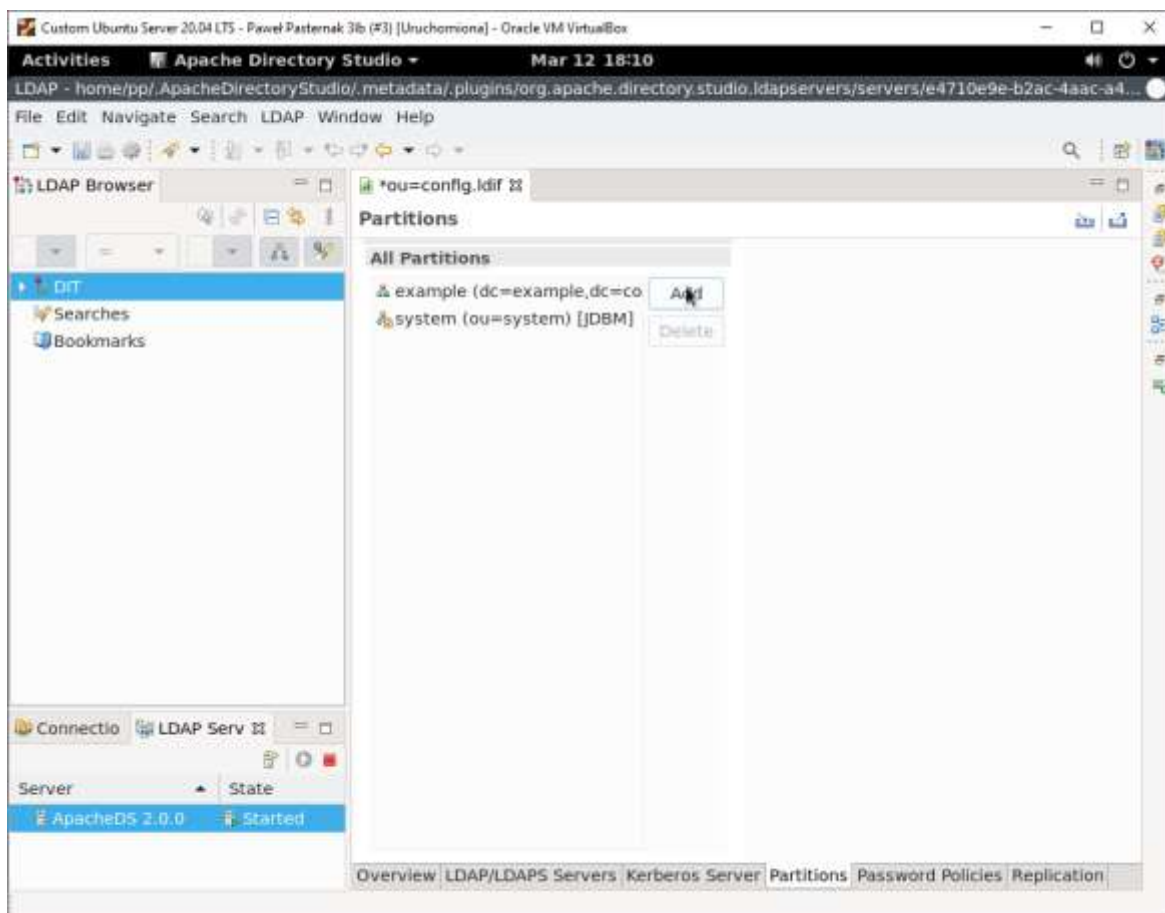 Custom Ubuntu Server 20.04 LTS - Paweł Pasternak 3Ib (#3) [Uruchomiona] - Oracle VM VirtualBox
Activities Apache Directory Studio Mar 12 18:10
LDAP - home/pp/.ApacheDirectoryStudio/.metadata/.plugins/org.apache.directory.studio.ldapservers/servers/e4710e9e-b2ac-4aac-a4...
File Edit Navigate Search LDAP Window Help
LDAP Browser
*ou=config.ldif
Partitions
All Partitions
DIT
Searches
Bookmarks
example (dc=example,dc=co
Add
system (ou=system) [JDBM]
Delete
Connectio LDAP Serv
Server State
ApacheDS 2.0.0 Started
Overview LDAP/LDAPS Servers Kerberos Server Partitions Password Policies Replication